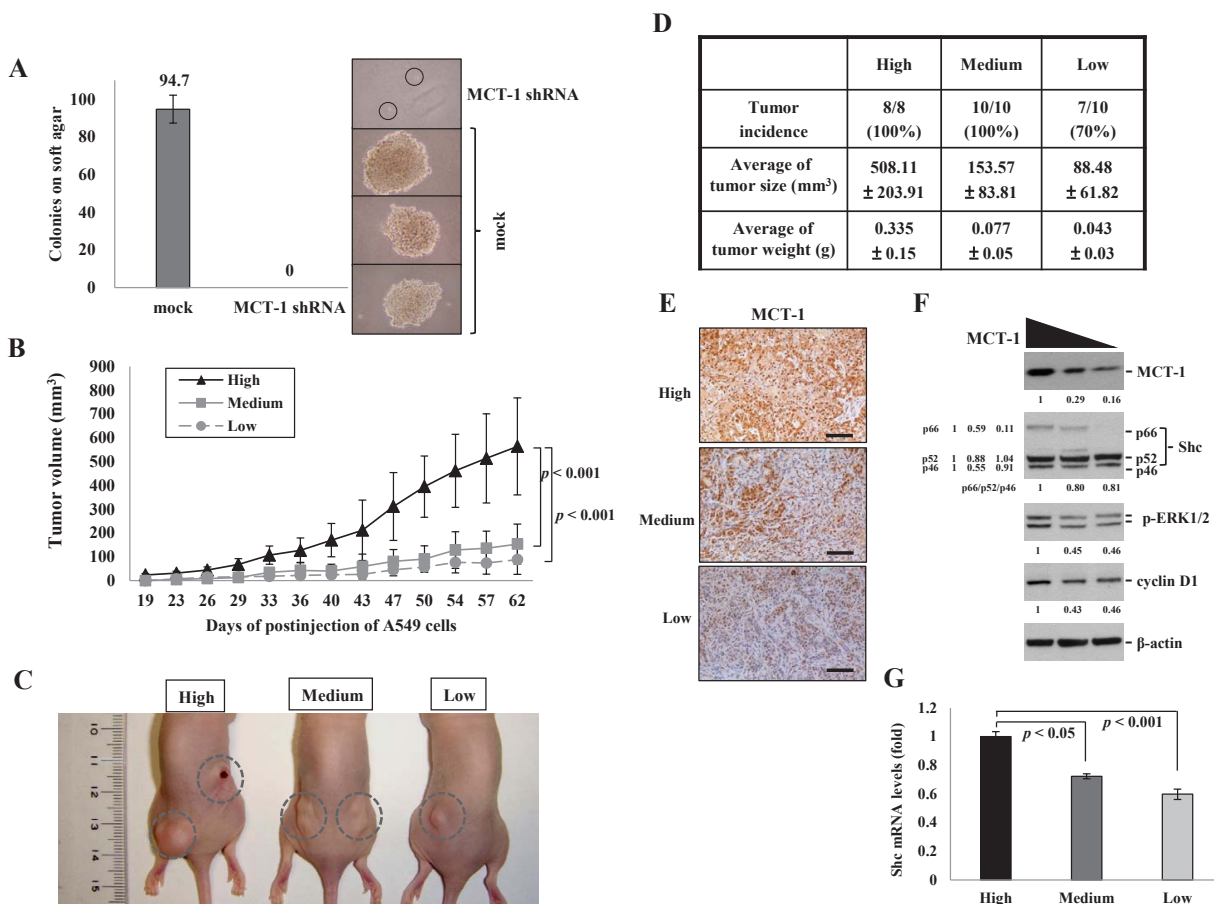 A
94.7
Colonies on soft agar
100
80
60
40
20
0
0
mock
MCT-1 shRNA
MCT-1 shRNA
mock
B
Tumor volume (mm³)
900
800
700
600
500
400
300
200
100
0
High
Medium
Low
p < 0.001
p < 0.001
19 23 26 29 33 36 40 43 47 50 54 57 62
Days of postinjection of A549 cells
C
High
Medium
Low
10
11
12
13
14
15
D
High Medium Low
Tumor incidence
8/8 (100%)
10/10 (100%)
7/10 (70%)
Average of tumor size (mm³)
508.11 ± 203.91
153.57 ± 83.81
88.48 ± 61.82
Average of tumor weight (g)
0.335 ± 0.15
0.077 ± 0.05
0.043 ± 0.03
E
MCT-1
High
Medium
Low
F
MCT-1
MCT-1
1 0.29 0.16
p66 1 0.59 0.11
p52 1 0.88 1.04
p46 1 0.55 0.91
p66
p52
p46
Shc
p66/p52/p46 1 0.80 0.81
p-ERK1/2
1 0.45 0.46
cyclin D1
1 0.43 0.46
β-actin
G
Shc mRNA levels (fold)
1.2
1
0.8
0.6
0.4
0.2
0
p < 0.05
p < 0.001
High
Medium
Low